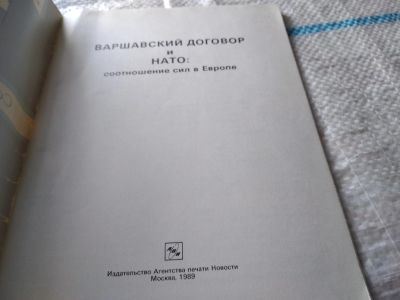 ВАРШАВСКИЙ ДОГОВОР
и
НАТО:
соотношение сил в Европе
Издательство Агентства печати Новости
Москва, 1989